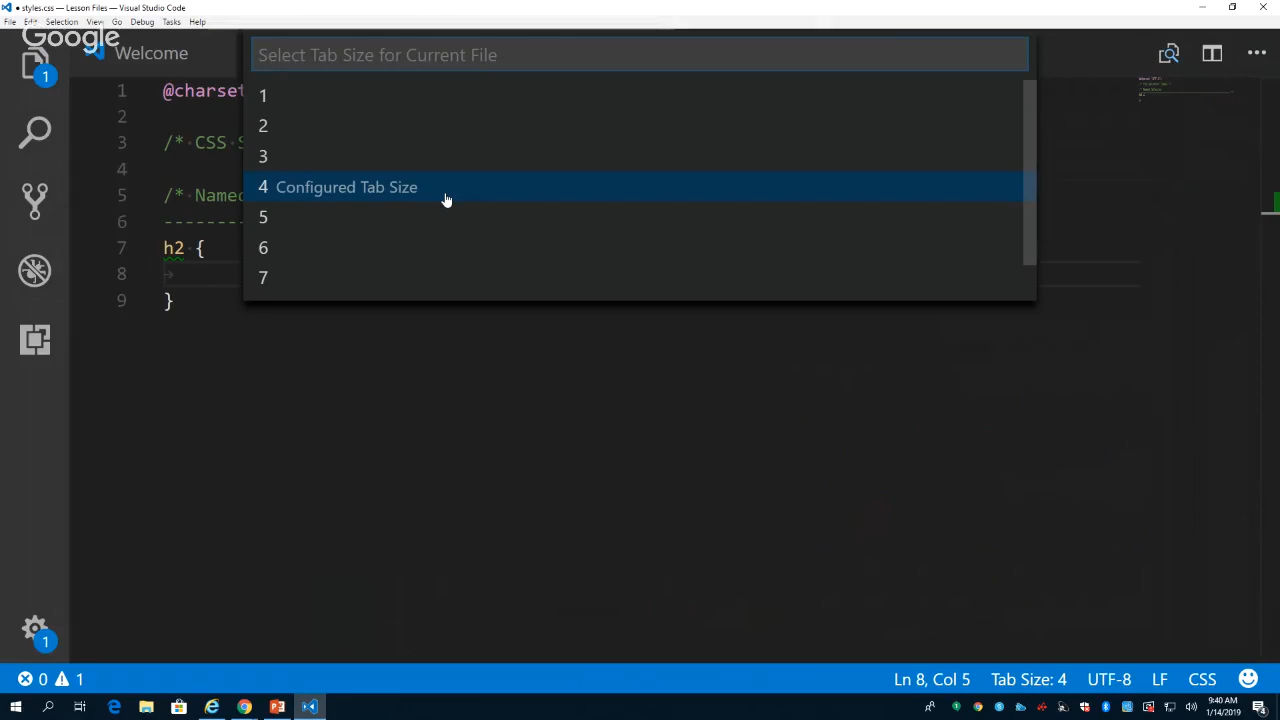 ● styles.css — Lesson Files — Visual Studio Code
File Edit Selection View Go Debug Tasks Help
Google
Welcome
Select Tab Size for Current File
1
2
3
4 Configured Tab Size
5
6
7
1 @charset
2
3 /* CSS
4
5 /* Named
6 --------
7 h2 {
8
9 }
1
1
0 1
Ln 8, Col 5 Tab Size: 4 UTF-8 LF CSS
9:40 AM
1/14/2019
4